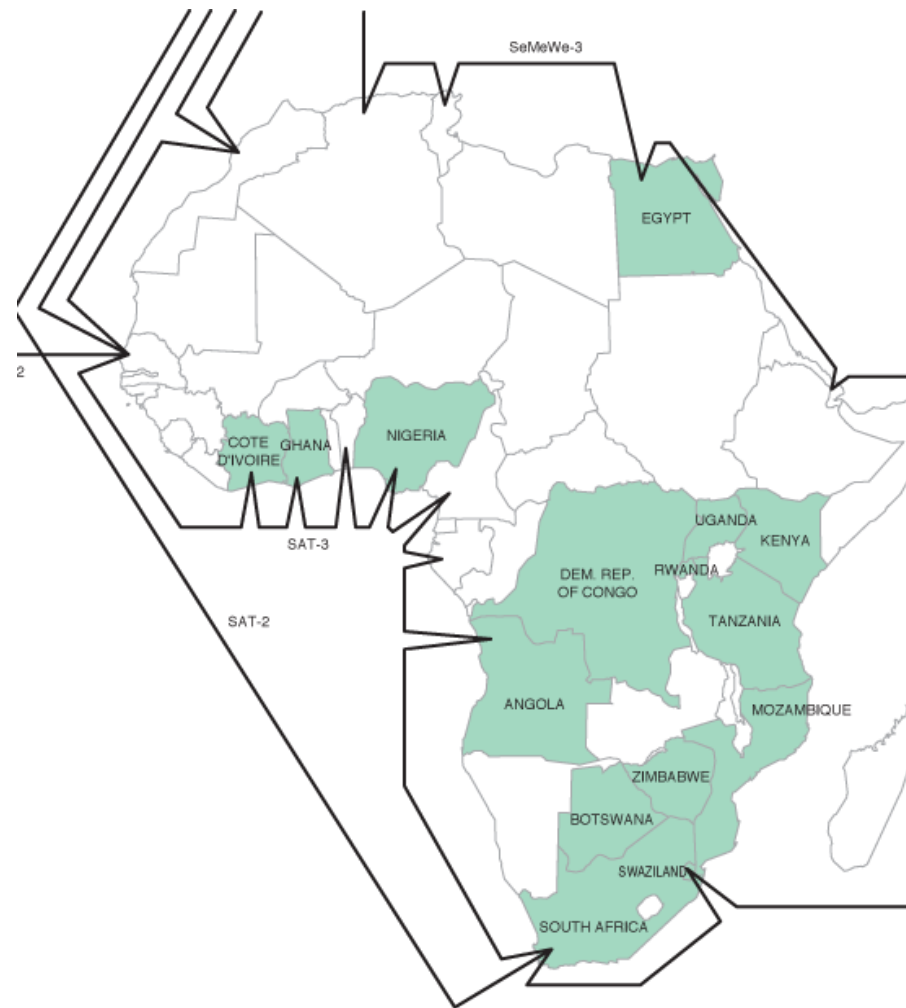 SeMeWe-3
EGYPT
2
COTE
D'IVOIRE
GHANA
NIGERIA
SAT-3
SAT-2
UGANDA
KENYA
RWANDA
DEM. REP.
OF CONGO
TANZANIA
ANGOLA
MOZAMBIQUE
ZIMBABWE
BOTSWANA
SWAZILAND
SOUTH AFRICA